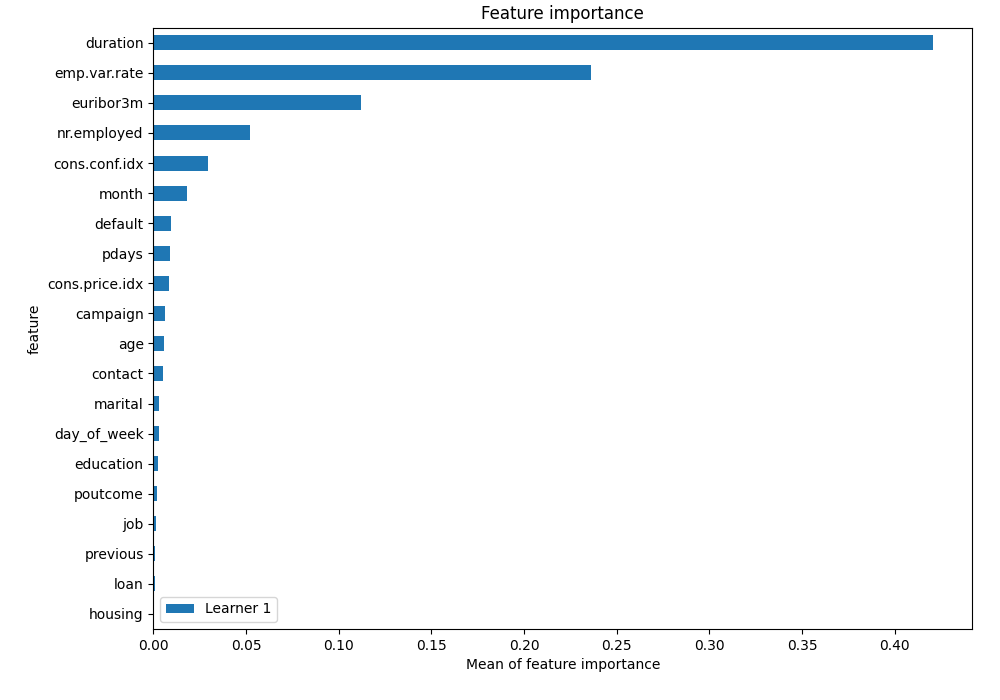 Feature importance
duration
emp.var.rate
euribor3m
nr.employed
cons.conf.idx
month
default
pdays
cons.price.idx
campaign
age
contact
marital
day_of_week
education
poutcome
job
previous
loan
housing
feature
Learner 1
0.00 0.05 0.10 0.15 0.20 0.25 0.30 0.35 0.40
Mean of feature importance